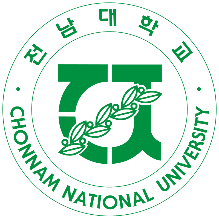 전남대학교
CHONNAM NATIONAL UNIVERSITY